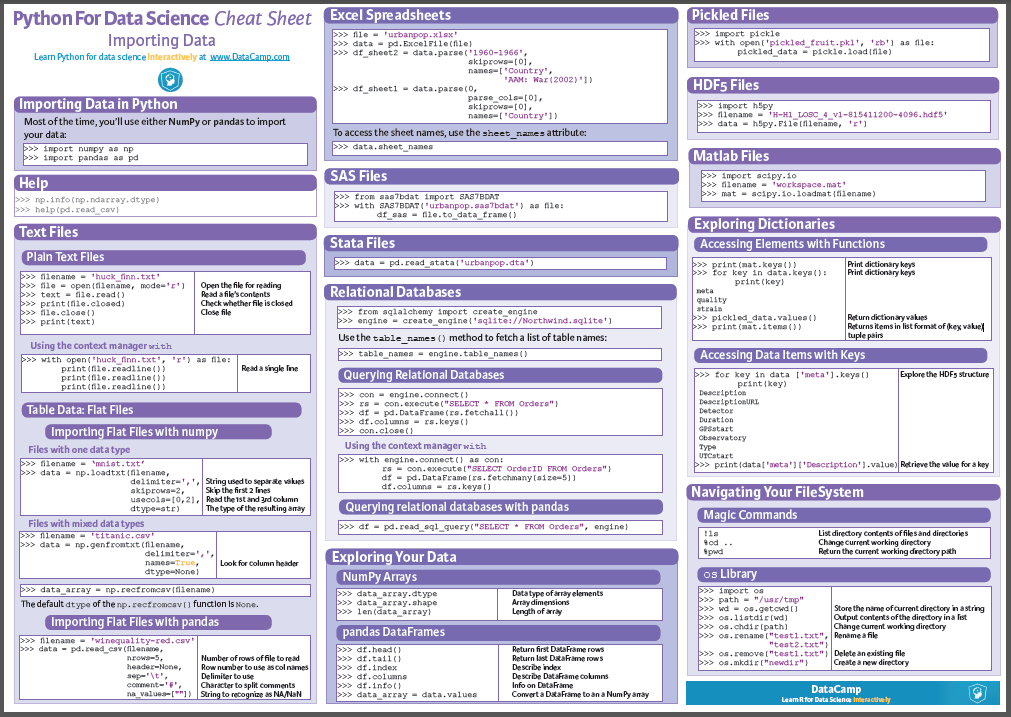 Python For Data Science Cheat Sheet
Importing Data
Learn Python for data science Interactively at www.DataCamp.com
Importing Data in Python
Most of the time, you'll use either NumPy or pandas to import
your data:
>>> import numpy as np
>>> import pandas as pd
Help
>>> np.info(np.ndarray.dtype)
>>> help(pd.read_csv)
Text Files
Plain Text Files
>>> filename = 'huck_finn.txt'
>>> file = open(filename, mode='r') Open the file for reading
>>> text = file.read() Read a file's contents
>>> print(file.closed) Check whether file is closed
>>> file.close() Close file
>>> print(text)
Using the context manager with
>>> with open('huck_finn.txt', 'r') as file:
print(file.readline()) Read a single line
print(file.readline())
print(file.readline())
Table Data: Flat Files
Importing Flat Files with numpy
Files with one data type
>>> filename = 'mnist.txt'
>>> data = np.loadtxt(filename,
delimiter=',', String used to separate values
skiprows=2, Skip the first 2 lines
usecols=[0,2], Read the 1st and 3rd column
dtype=str) The type of the resulting array
Files with mixed data types
>>> filename = 'titanic.csv'
>>> data = np.genfromtxt(filename,
delimiter=',',
names=True, Look for column header
dtype=None)
>>> data_array = np.recfromcsv(filename)
The default dtype of the np.recfromcsv() function is None.
Importing Flat Files with pandas
>>> filename = 'winequality-red.csv'
>>> data = pd.read_csv(filename,
nrows=5, Number of rows of file to read
header=None, Row number to use as col names
sep='\t', Delimiter to use
comment='#', Character to split comments
na_values=[""]) String to recognize as NA/NaN
Excel Spreadsheets
>>> file = 'urbanpop.xlsx'
>>> data = pd.ExcelFile(file)
>>> df_sheet2 = data.parse('1960-1966',
skiprows=[0],
names=['Country',
'AAM: War(2002)'])
>>> df_sheet1 = data.parse(0,
parse_cols=[0],
skiprows=[0],
names=['Country'])
To access the sheet names, use the sheet_names attribute:
>>> data.sheet_names
SAS Files
>>> from sas7bdat import SAS7BDAT
>>> with SAS7BDAT('urbanpop.sas7bdat') as file:
df_sas = file.to_data_frame()
Stata Files
>>> data = pd.read_stata('urbanpop.dta')
Relational Databases
>>> from sqlalchemy import create_engine
>>> engine = create_engine('sqlite://Northwind.sqlite')
Use the table_names() method to fetch a list of table names:
>>> table_names = engine.table_names()
Querying Relational Databases
>>> con = engine.connect()
>>> rs = con.execute("SELECT * FROM Orders")
>>> df = pd.DataFrame(rs.fetchall())
>>> df.columns = rs.keys()
>>> con.close()
Using the context manager with
>>> with engine.connect() as con:
rs = con.execute("SELECT OrderID FROM Orders")
df = pd.DataFrame(rs.fetchmany(size=5))
df.columns = rs.keys()
Querying relational databases with pandas
>>> df = pd.read_sql_query("SELECT * FROM Orders", engine)
Exploring Your Data
NumPy Arrays
>>> data_array.dtype Data type of array elements
>>> data_array.shape Array dimensions
>>> len(data_array) Length of array
pandas DataFrames
>>> df.head() Return first DataFrame rows
>>> df.tail() Return last DataFrame rows
>>> df.index Describe index
>>> df.columns Describe DataFrame columns
>>> df.info() Info on DataFrame
>>> data_array = data.values Convert a DataFrame to an a NumPy array
Pickled Files
>>> import pickle
>>> with open('pickled_fruit.pkl', 'rb') as file:
pickled_data = pickle.load(file)
HDF5 Files
>>> import h5py
>>> filename = 'H-H1_LOSC_4_v1-815411200-4096.hdf5'
>>> data = h5py.File(filename, 'r')
Matlab Files
>>> import scipy.io
>>> filename = 'workspace.mat'
>>> mat = scipy.io.loadmat(filename)
Exploring Dictionaries
Accessing Elements with Functions
>>> print(mat.keys()) Print dictionary keys
>>> for key in data.keys(): Print dictionary keys
print(key)
meta
quality
strain
>>> pickled_data.values() Return dictionary values
>>> print(mat.items()) Returns items in list format of (key, value)
tuple pairs
Accessing Data Items with Keys
>>> for key in data ['meta'].keys() Explore the HDF5 structure
print(key)
Description
DescriptionURL
Detector
Duration
GPSstart
Observatory
Type
UTCstart
>>> print(data['meta']['Description'].value) Retrieve the value for a key
Navigating Your FileSystem
Magic Commands
!ls List directory contents of files and directories
%cd .. Change current working directory
%pwd Return the current working directory path
os Library
>>> import os
>>> path = "/usr/tmp"
>>> wd = os.getcwd() Store the name of current directory in a string
>>> os.listdir(wd) Output contents of the directory in a list
>>> os.chdir(path) Change current working directory
>>> os.rename("test1.txt", Rename a file
"test2.txt")
>>> os.remove("test1.txt") Delete an existing file
>>> os.mkdir("newdir") Create a new directory
DataCamp
Learn R for Data Science Interactively